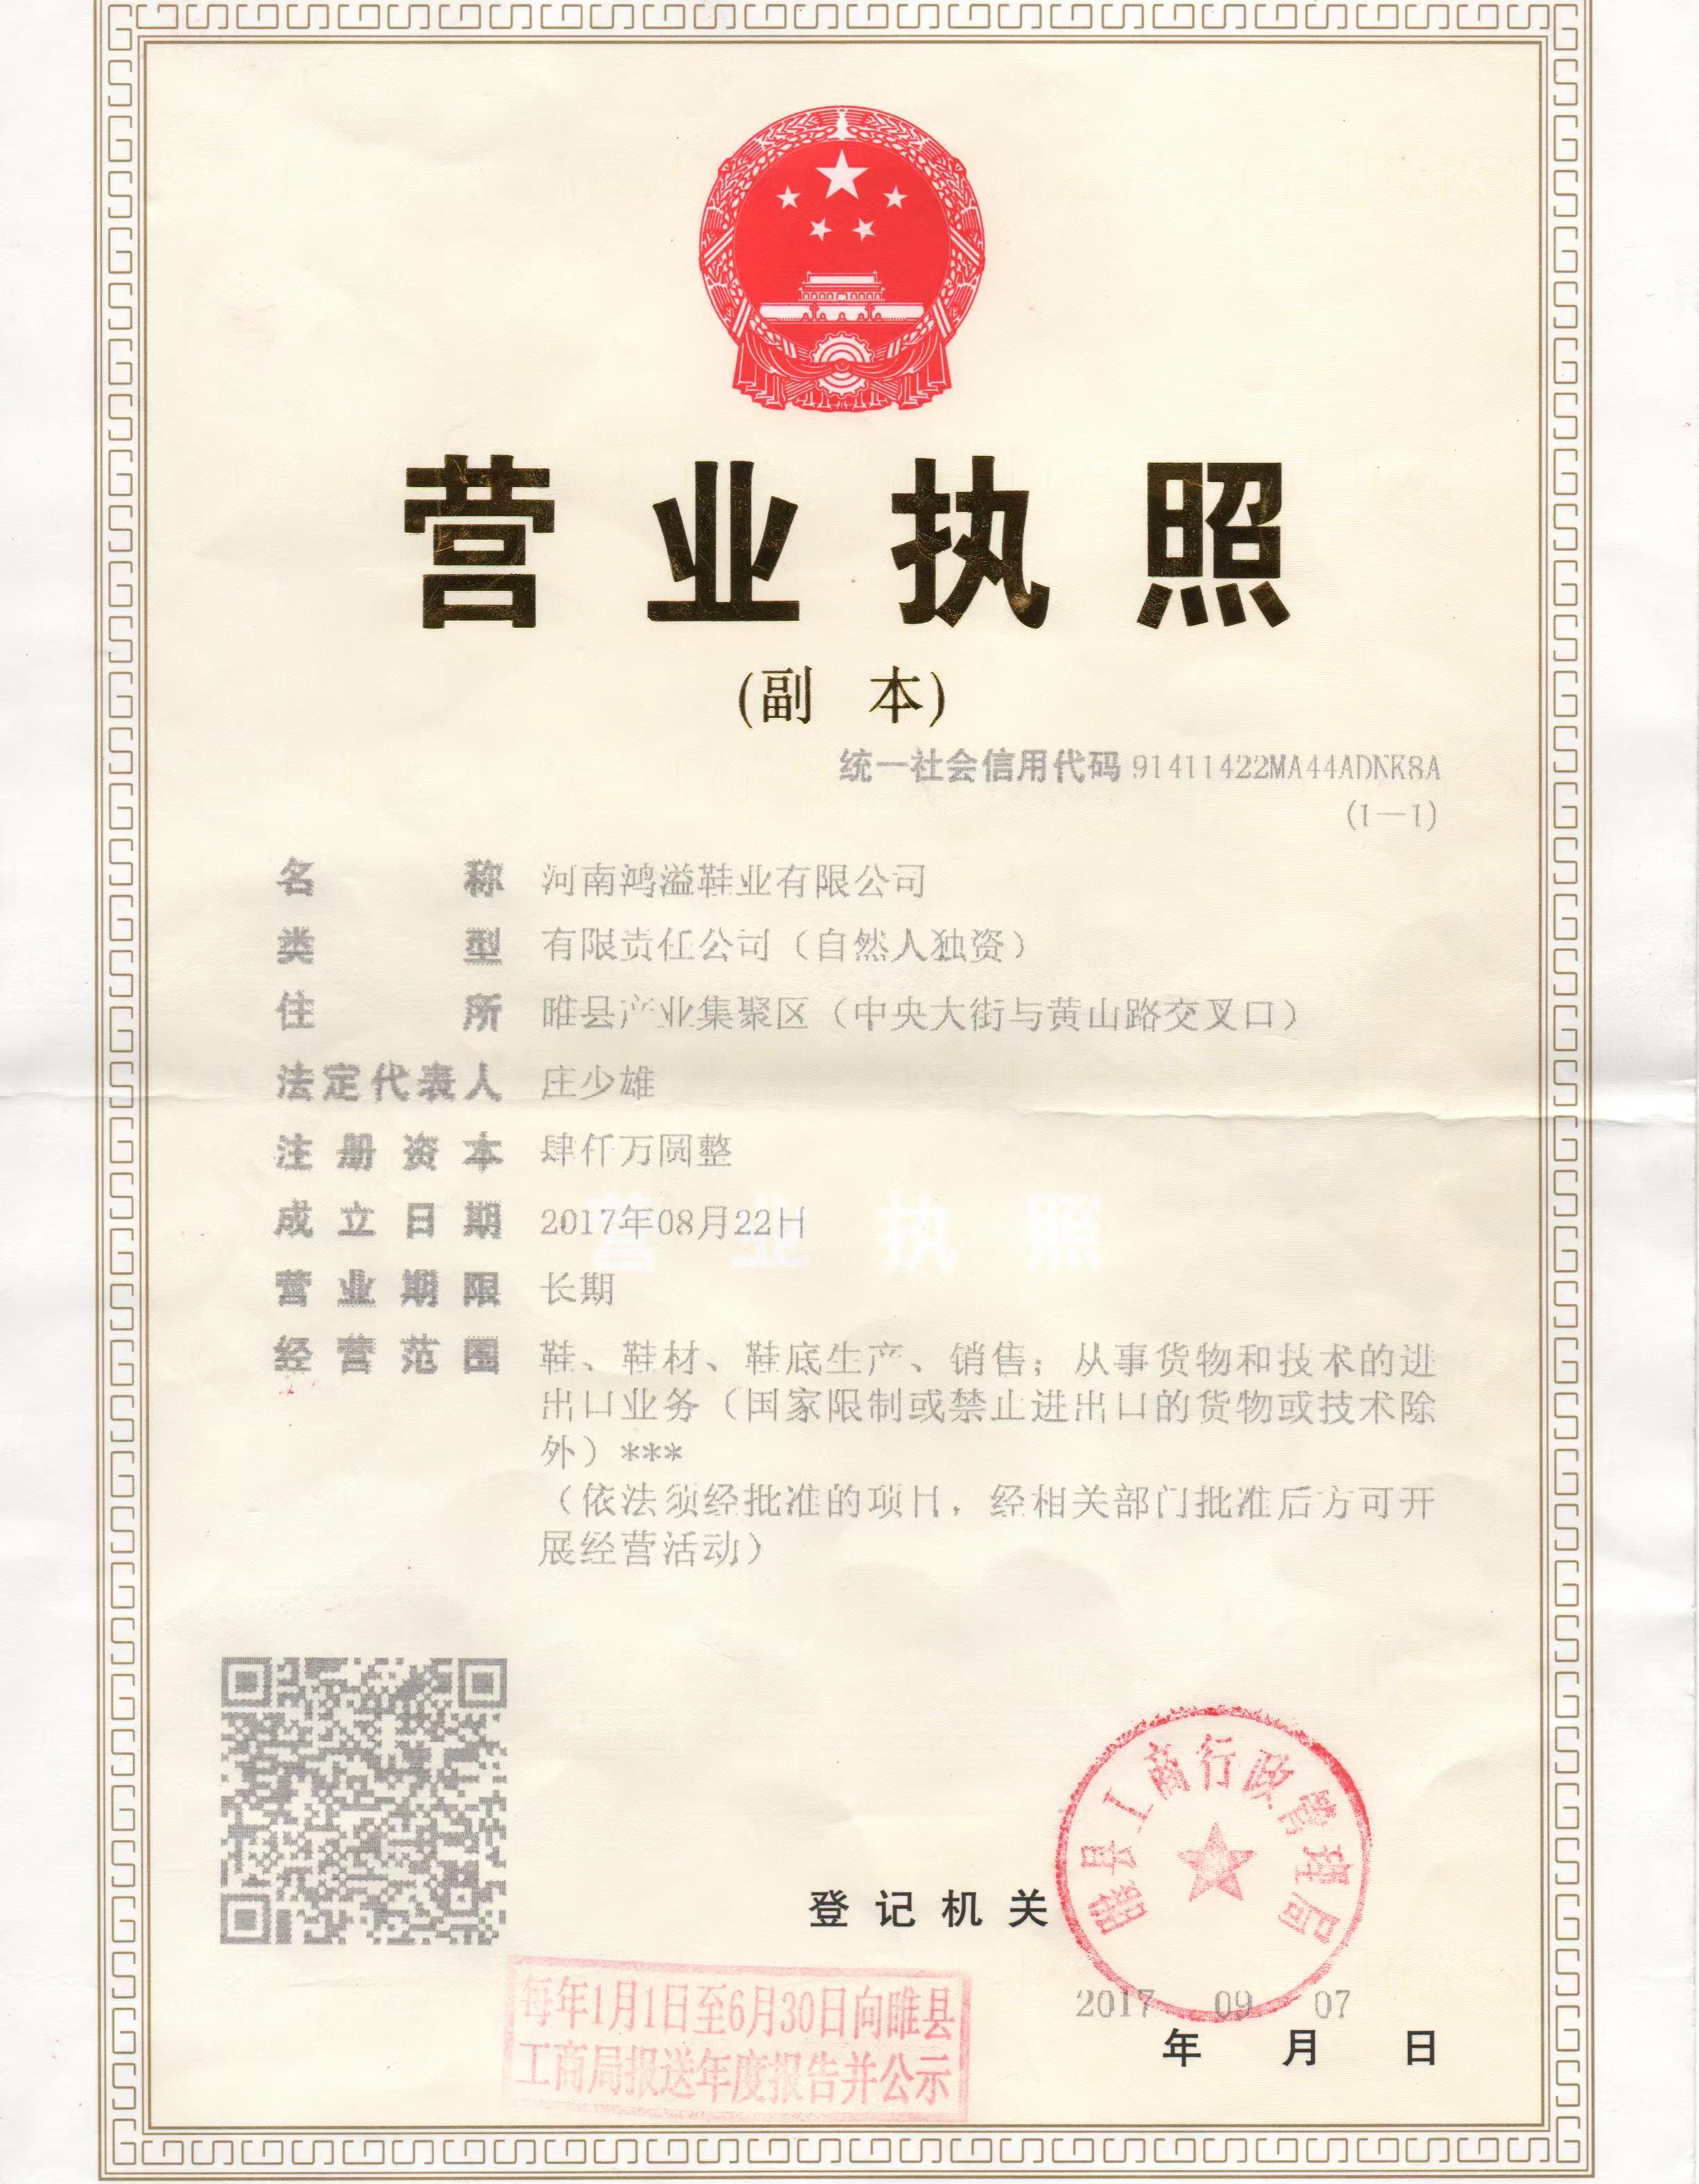 营业执照
(副 本)
统一社会信用代码 91411422MA44ADNK8A
(1—1)
名 称 河南鸿溢鞋业有限公司
类 型 有限责任公司（自然人独资）
住 所 睢县产业集聚区（中央大街与黄山路交叉口）
法定代表人 庄少雄
注册资本 肆仟万圆整
成立日期 2017年08月22日
营业执照
营业期限 长期
经营范围 鞋、鞋材、鞋底生产、销售；从事货物和技术的进
出口业务（国家限制或禁止进出口的货物或技术除
外）***
（依法须经批准的项目，经相关部门批准后方可开
展经营活动）
睢县工商行政管理局
登记机关
2017 09 07
年 月 日
每年1月1日至6月30日向睢县
工商局报送年度报告并公示